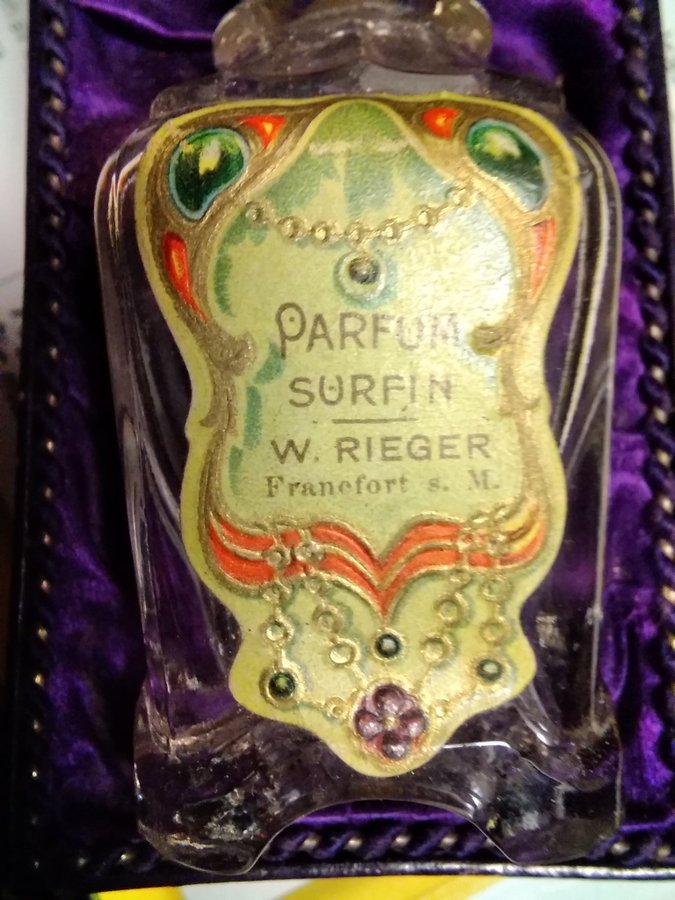 PARFUM
SURFIN
W. RIEGER
Francfort s. M.